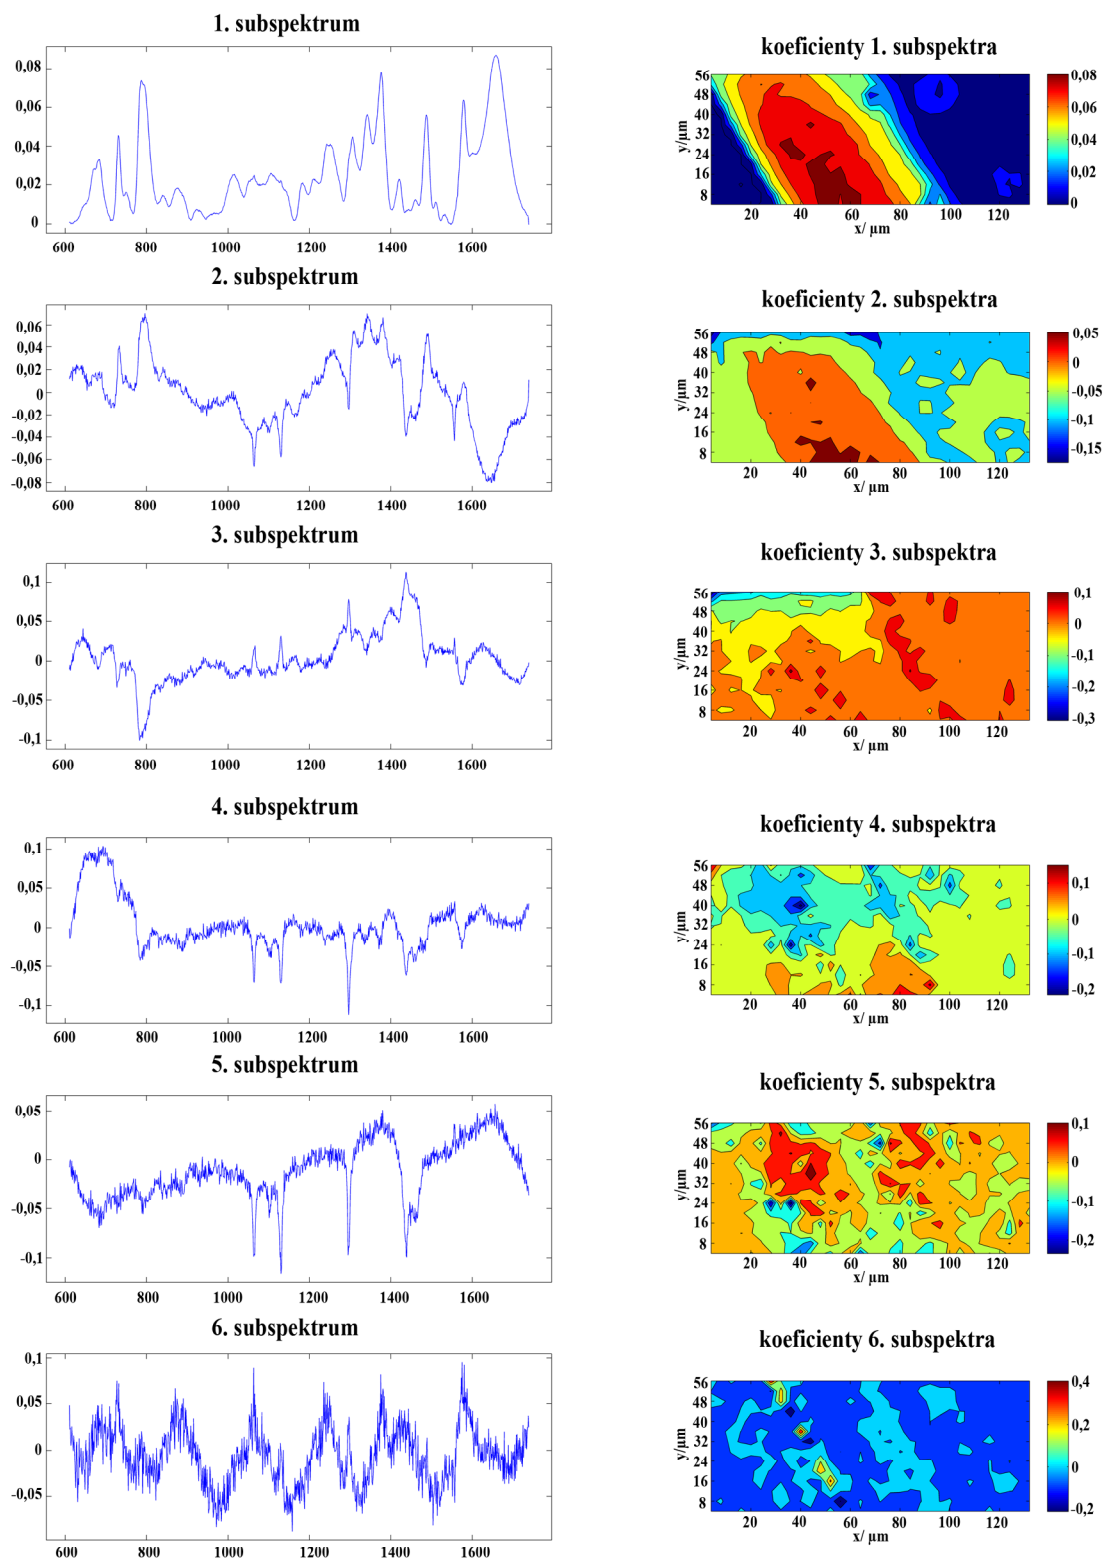 1. subspektrum
0,08
0,06
0,04
0,02
0
600 800 1000 1200 1400 1600
koeficienty 1. subspektra
56
48
40
32
24
16
8
y/µm
20 40 60 80 100 120
x/ µm
0,08
0,06
0,04
0,02
0
2. subspektrum
0,06
0,04
0,02
0
-0,02
-0,04
-0,06
-0,08
600 800 1000 1200 1400 1600
koeficienty 2. subspektra
56
48
40
32
24
16
8
y/µm
20 40 60 80 100 120
x/ µm
0,05
0
-0,05
-0,1
-0,15
3. subspektrum
0,1
0,05
0
-0,05
-0,1
600 800 1000 1200 1400 1600
koeficienty 3. subspektra
56
48
40
32
24
16
8
y/µm
20 40 60 80 100 120
x/ µm
0,1
0
-0,1
-0,2
-0,3
4. subspektrum
0,1
0,05
0
-0,05
-0,1
600 800 1000 1200 1400 1600
koeficienty 4. subspektra
56
48
40
32
24
16
8
y/µm
20 40 60 80 100 120
x/ µm
0,1
0
-0,1
-0,2
5. subspektrum
0,05
0
-0,05
-0,1
600 800 1000 1200 1400 1600
koeficienty 5. subspektra
56
48
40
32
24
16
8
y/µm
20 40 60 80 100 120
x/ µm
0,1
0
-0,1
-0,2
6. subspektrum
0,1
0,05
0
-0,05
600 800 1000 1200 1400 1600
koeficienty 6. subspektra
56
48
40
32
24
16
8
y/µm
20 40 60 80 100 120
x/ µm
0,4
0,2
0
-0,2